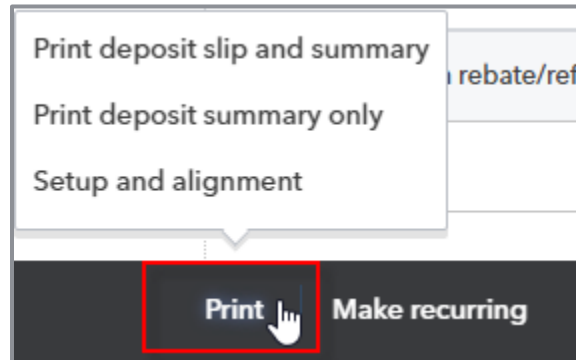 Print deposit slip and summary
rebate/ref
Print deposit summary only
Setup and alignment
Print
Make recurring